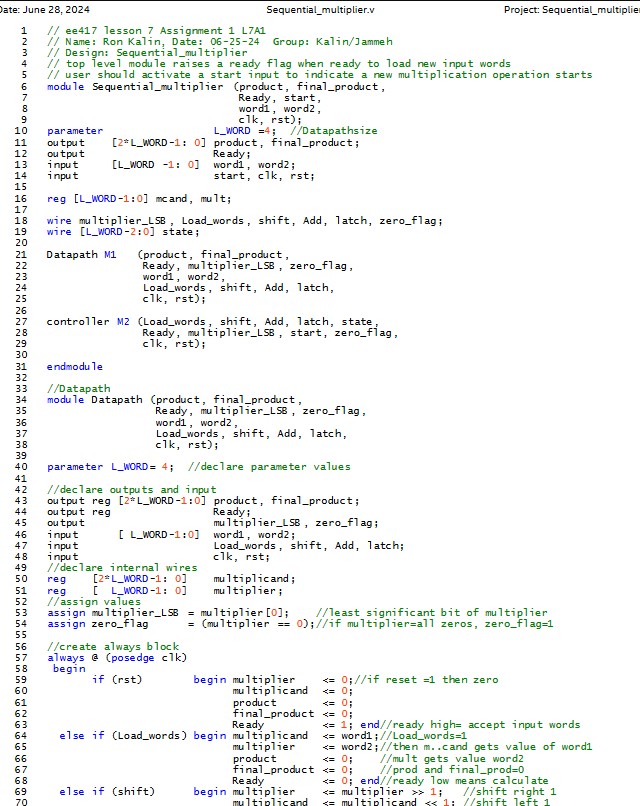 Date: June 28, 2024 Sequential_multiplier.v Project: Sequential_multiplie
1 // ee417 lesson 7 Assignment 1 L7A1
2 // Name: Ron Kalin, Date: 06-25-24 Group: Kalin/Jammeh
3 // Design: Sequential_multiplier
4 // top level module raises a ready flag when ready to load new input words
5 // user should activate a start input to indicate a new multiplication operation starts
6 module Sequential_multiplier (product, final_product,
7 Ready, start,
8 word1, word2,
9 clk, rst);
10 parameter L_WORD =4; //Datapathsize
11 output [2*L_WORD-1: 0] product, final_product;
12 output Ready;
13 input [L_WORD -1: 0] word1, word2;
14 input start, clk, rst;
15
16 reg [L_WORD-1:0] mcand, mult;
17
18 wire multiplier_LSB, Load_words, shift, Add, latch, zero_flag;
19 wire [L_WORD-2:0] state;
20
21 Datapath M1 (product, final_product,
22 Ready, multiplier_LSB, zero_flag,
23 word1, word2,
24 Load_words, shift, Add, latch,
25 clk, rst);
26
27 controller M2 (Load_words, shift, Add, latch, state,
28 Ready, multiplier_LSB, start, zero_flag,
29 clk, rst);
30
31 endmodule
32
33 //Datapath
34 module Datapath (product, final_product,
35 Ready, multiplier_LSB, zero_flag,
36 word1, word2,
37 Load_words, shift, Add, latch,
38 clk, rst);
39
40 parameter L_WORD= 4; //declare parameter values
41
42 //declare outputs and input
43 output reg [2*L_WORD-1:0] product, final_product;
44 output reg Ready;
45 output multiplier_LSB, zero_flag;
46 input [ L_WORD-1:0] word1, word2;
47 input Load_words, shift, Add, latch;
48 input clk, rst;
49 //declare internal wires
50 reg [2*L_WORD-1: 0] multiplicand;
51 reg [ L_WORD-1: 0] multiplier;
52 //assign values
53 assign multiplier_LSB = multiplier[0]; //least significant bit of multiplier
54 assign zero_flag = (multiplier == 0);//if multiplier=all zeros, zero_flag=1
55
56 //create always block
57 always @ (posedge clk)
58 begin
59 if (rst) begin multiplier <= 0;//if reset =1 then zero
60 multiplicand <= 0;
61 product <= 0;
62 final_product <= 0;
63 Ready <= 1; end//ready high= accept input words
64 else if (Load_words) begin multiplicand <= word1;//Load_words=1
65 multiplier <= word2;//then m..cand gets value of word1
66 product <= 0; //mult gets value word2
67 final_product <= 0; //prod and final_prod=0
68 Ready <= 0; end//ready low means calculate
69 else if (shift) begin multiplier <= multiplier >> 1; //shift right 1
70 multiplicand <= multiplicand << 1; //shift left 1